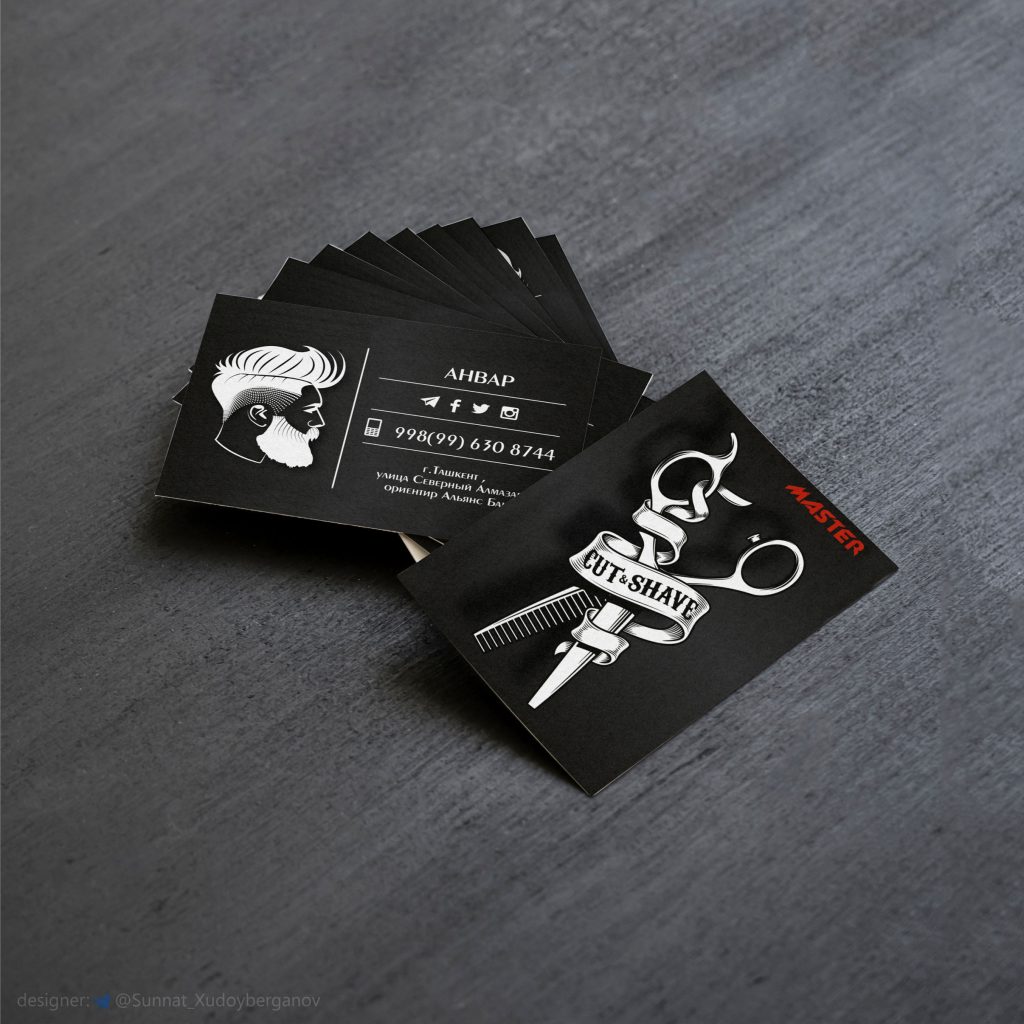 АНВАР
998(99) 630 8744
г.Ташкент,
улица Северный
ориентир Альянс
MASTER
CUT&SHAVE
designer: @Sunnat_Xudoyberganov